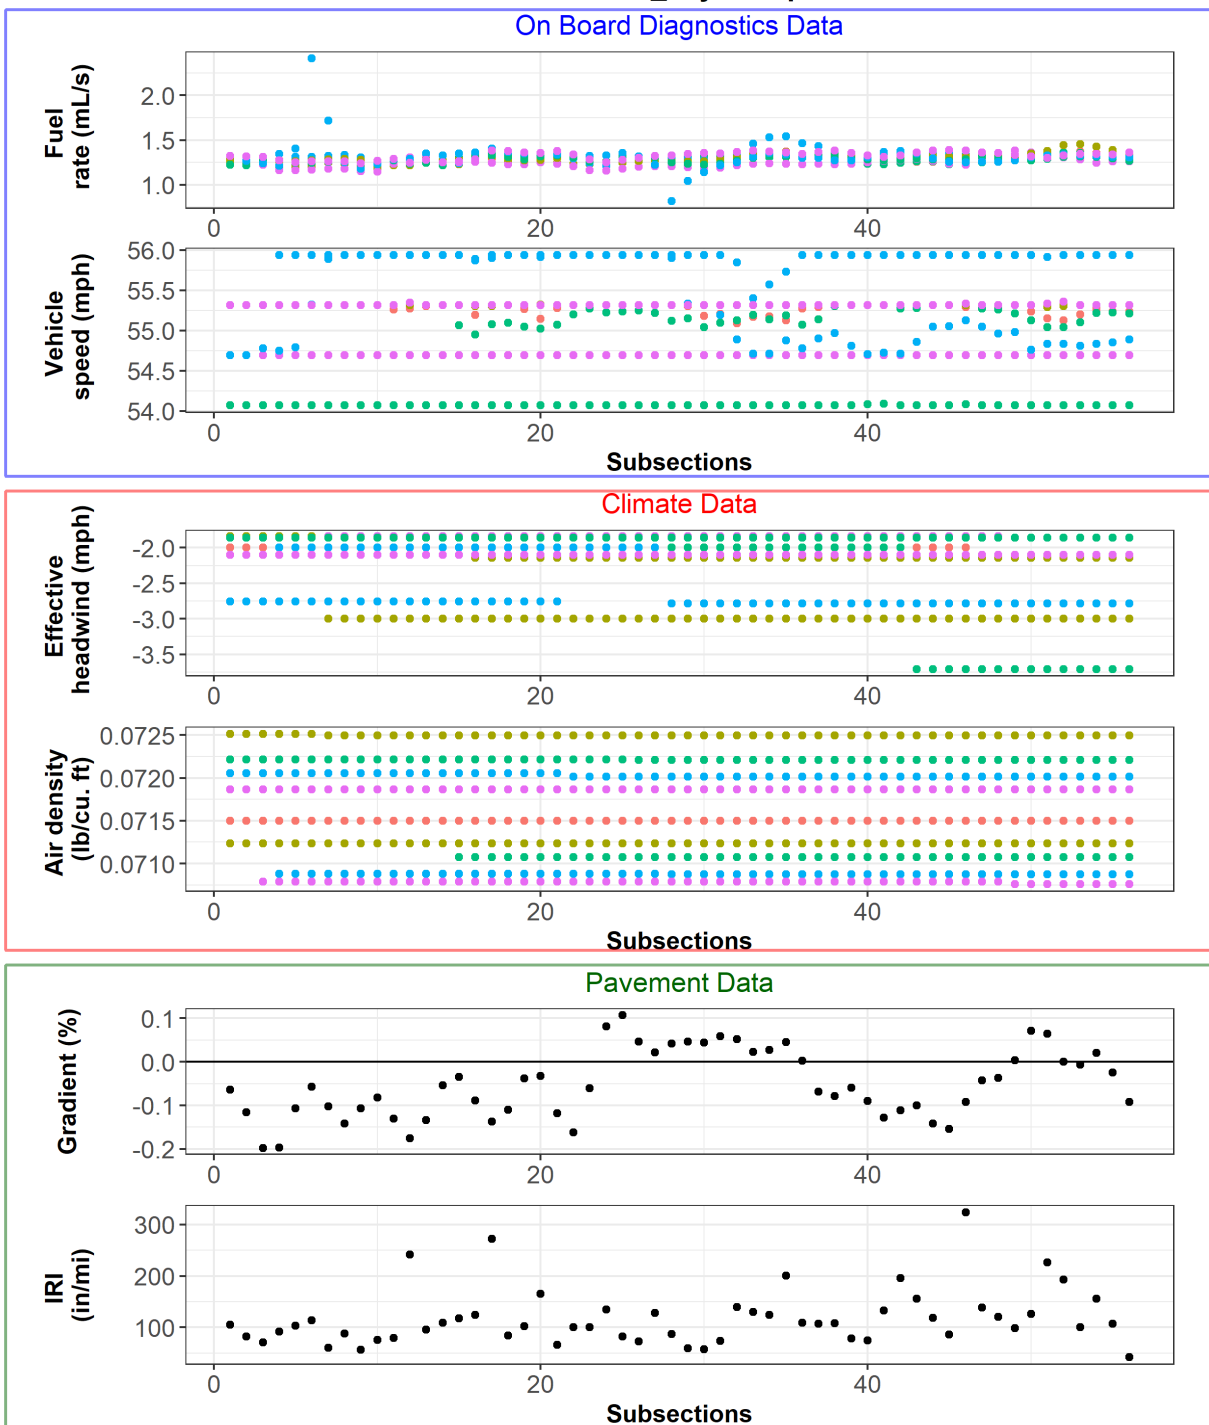 On Board Diagnostics Data
Fuel
rate (mL/s)
2.0
1.5
1.0
0 20 40
Vehicle
speed (mph)
56.0
55.5
55.0
54.5
54.0
0 20 40
Subsections
Climate Data
Effective
headwind (mph)
-2.0
-2.5
-3.0
-3.5
0 20 40
Air density
(lb/cu. ft)
0.0725
0.0720
0.0715
0.0710
0 20 40
Subsections
Pavement Data
Gradient (%)
0.1
0.0
-0.1
-0.2
0 20 40
IRI
(in/mi)
300
200
100
0 20 40
Subsections